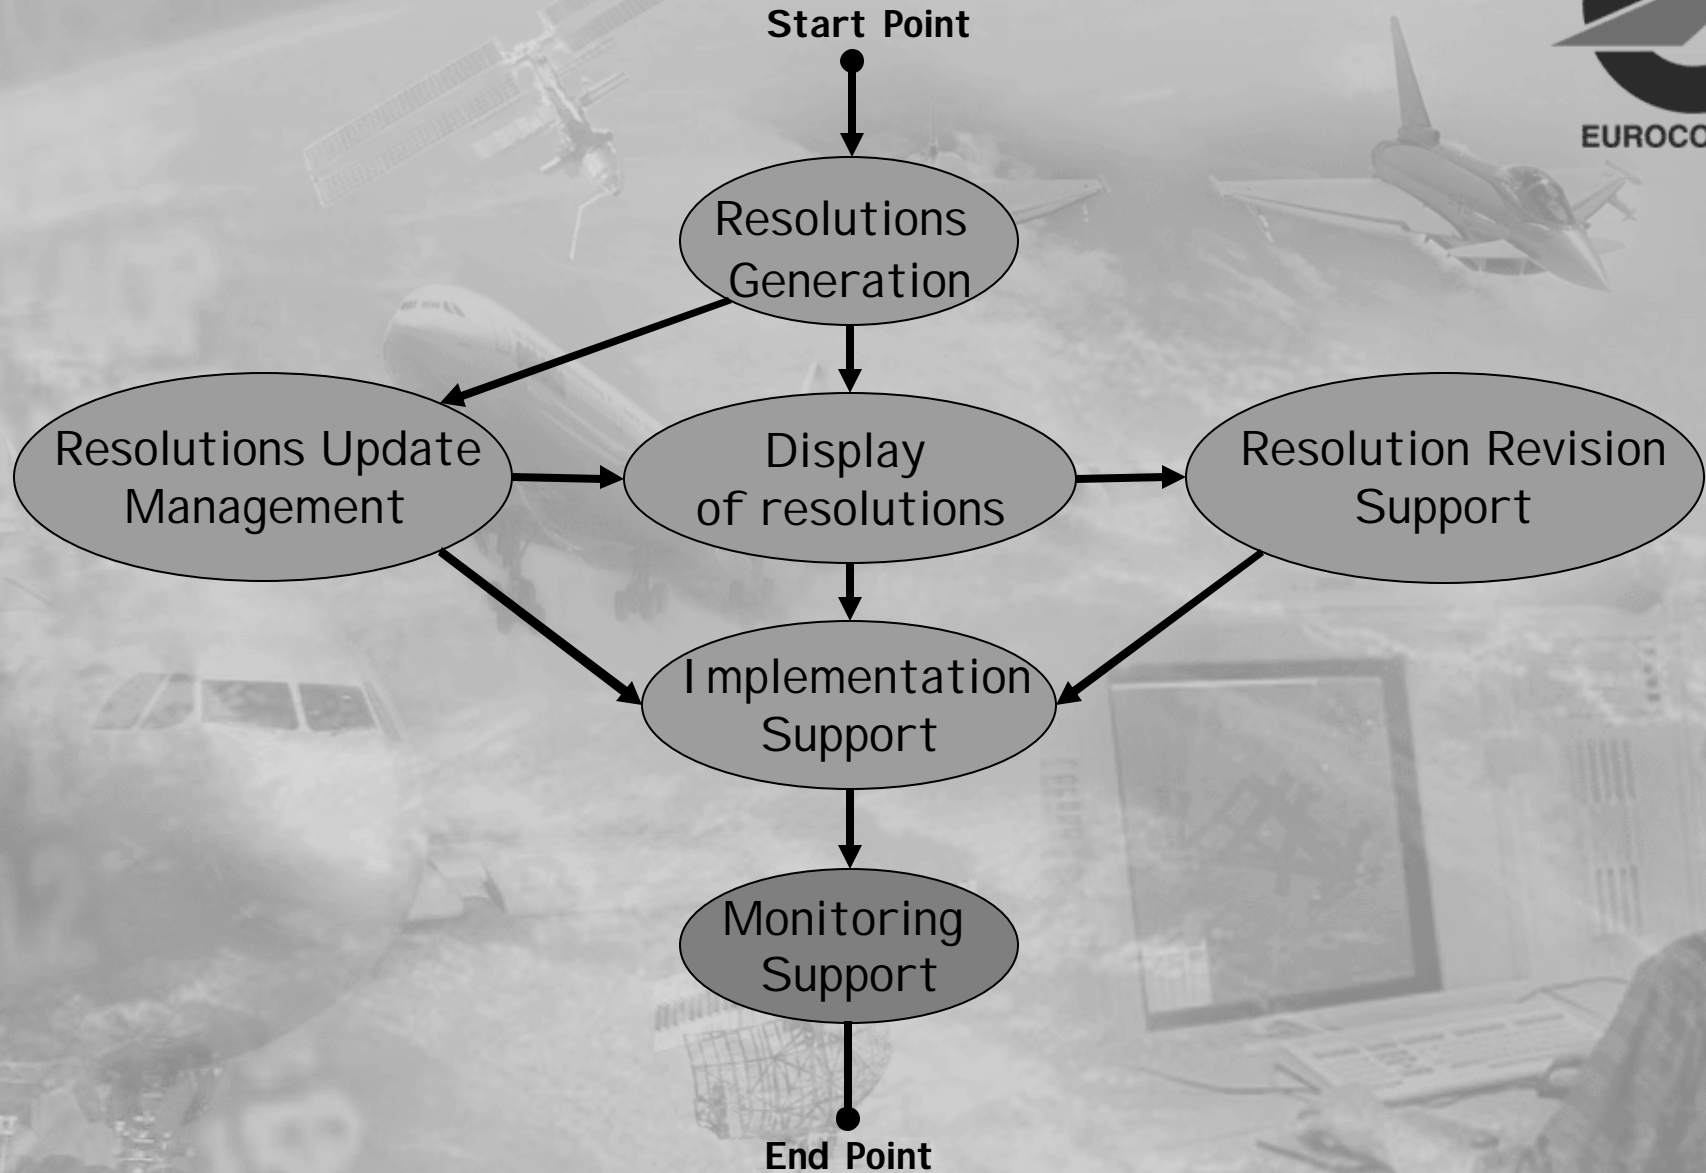 Start Point
EUROCO
Resolutions
Generation
Resolutions Update
Management
Display
of resolutions
Resolution Revision
Support
Implementation
Support
Monitoring
Support
End Point